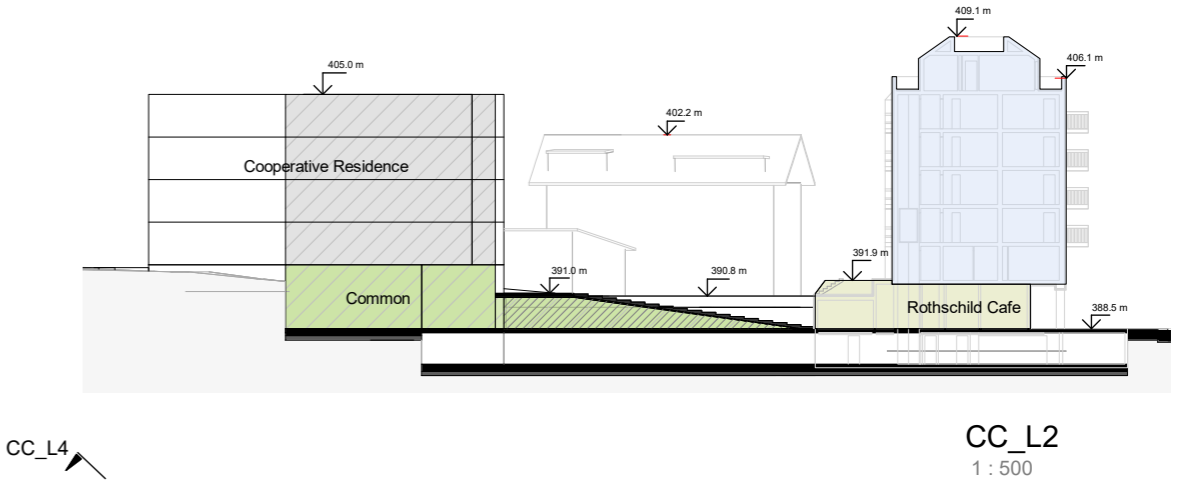 409.1 m
406.1 m
405.0 m
402.2 m
Cooperative Residence
391.9 m
391.0 m
390.8 m
Common
Rothschild Cafe
388.5 m
CC_L4
CC_L2
1 : 500